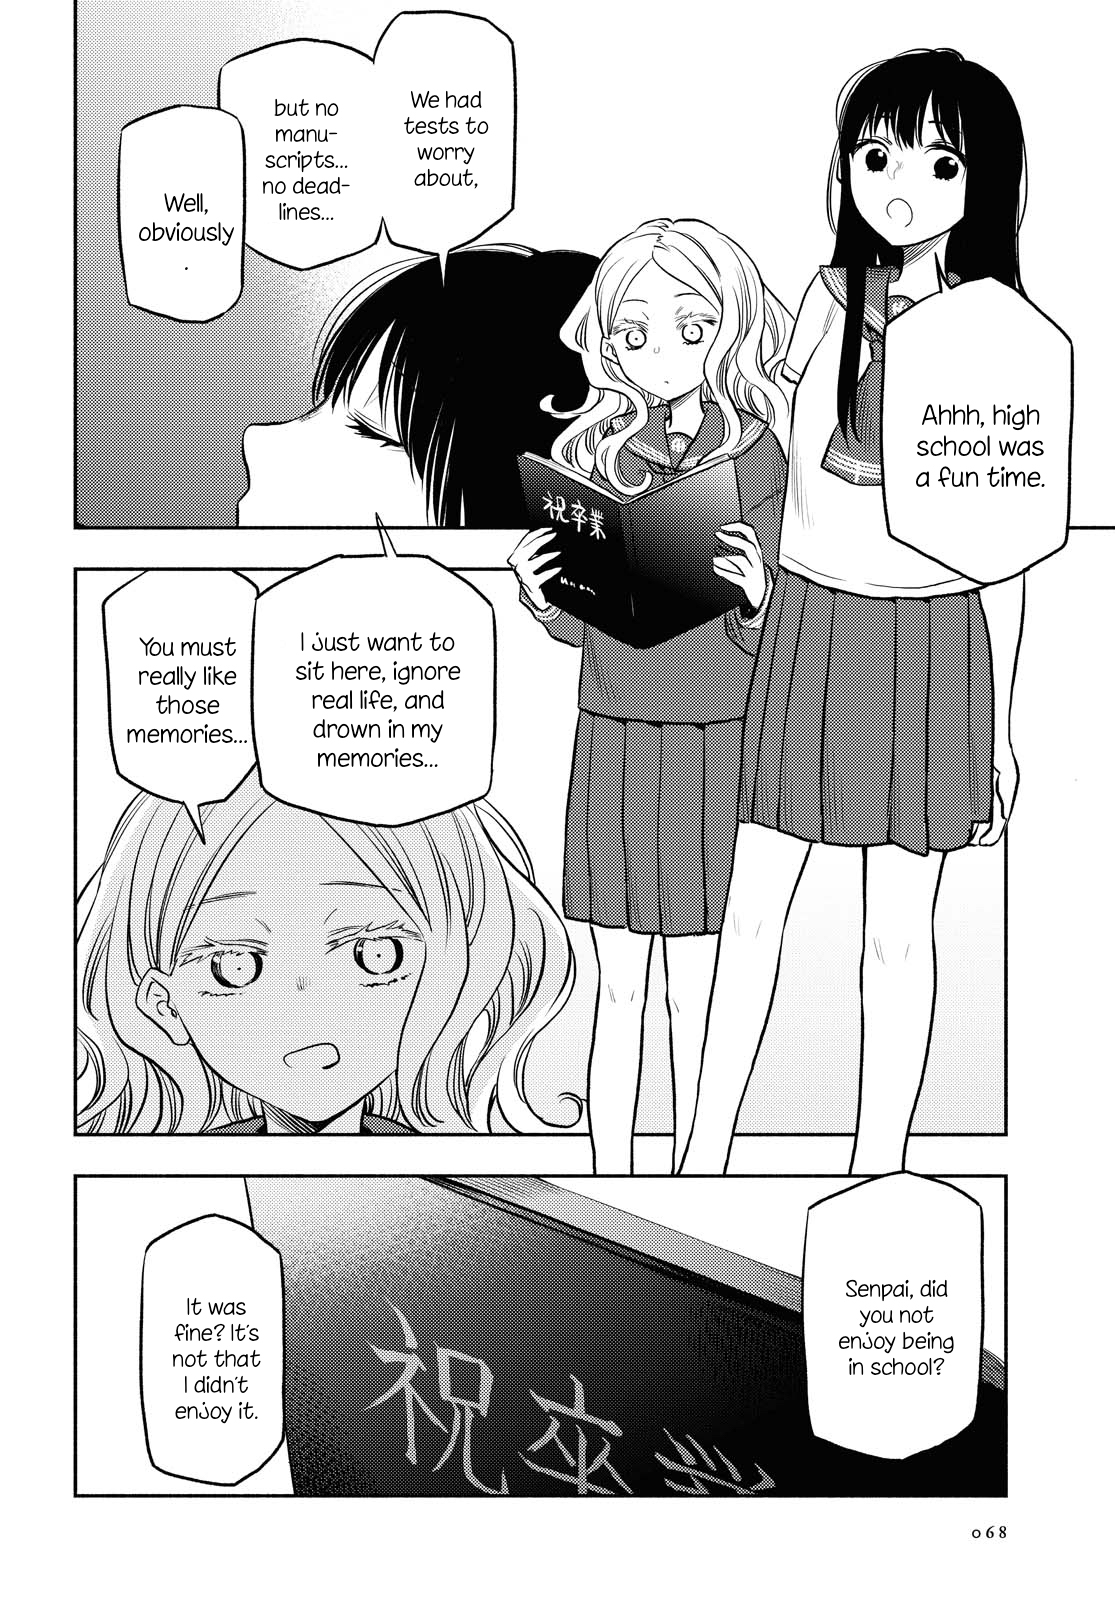 Ahhh, high
school was
a fun time.
祝卒業
We had
tests to
worry
about,
but no
manu-
scripts...
no dead-
lines...
Well,
obviously
.
I just want to
sit here, ignore
real life, and
drown in my
memories...
You must
really like
those
memories...
Senpai, did
you not
enjoy being
in school?
祝卒業
It was
fine? It's
not that
I didn't
enjoy it.
068